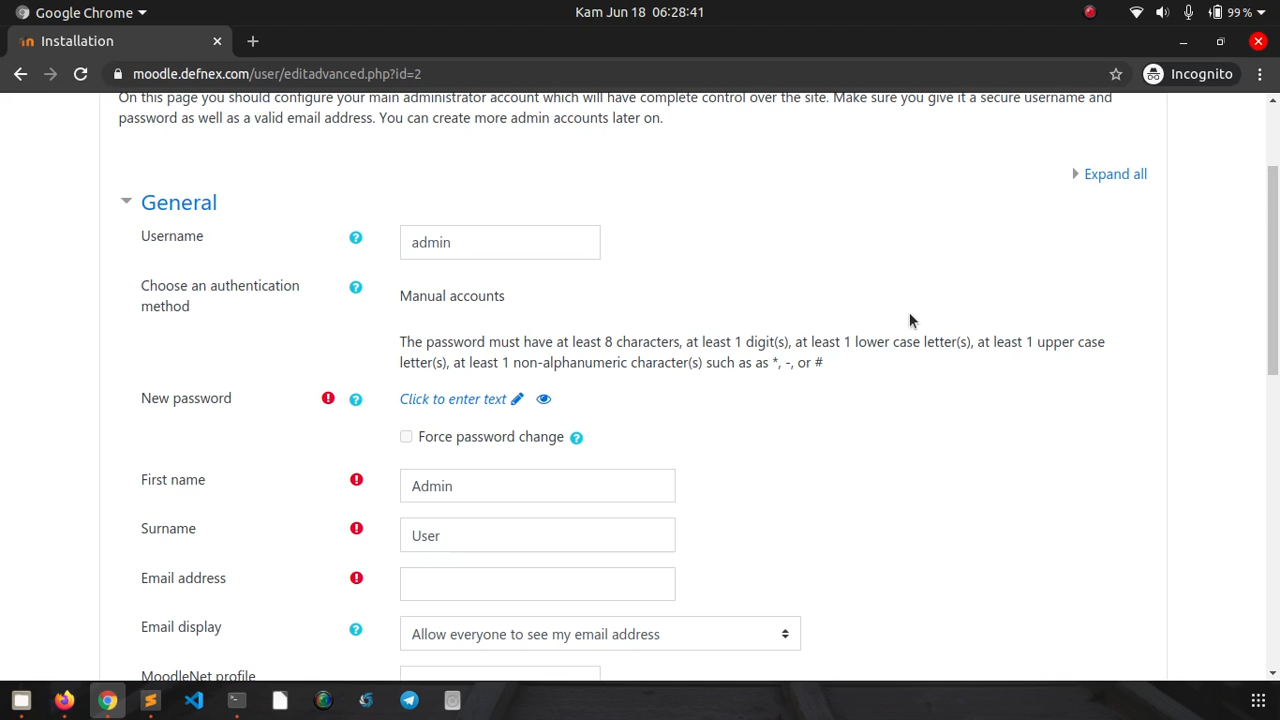 Google Chrome
Kam Jun 18 06:28:41
99 %
Installation
moodle.defnex.com/user/editadvanced.php?id=2
Incognito
On this page you should configure your main administrator account which will have complete control over the site. Make sure you give it a secure username and
password as well as a valid email address. You can create more admin accounts later on.
Expand all
General
Username
admin
Choose an authentication
method
Manual accounts
The password must have at least 8 characters, at least 1 digit(s), at least 1 lower case letter(s), at least 1 upper case
letter(s), at least 1 non-alphanumeric character(s) such as as *, -, or #
New password
Click to enter text
Force password change
First name
Admin
Surname
User
Email address
Email display
Allow everyone to see my email address
MoodleNet profile